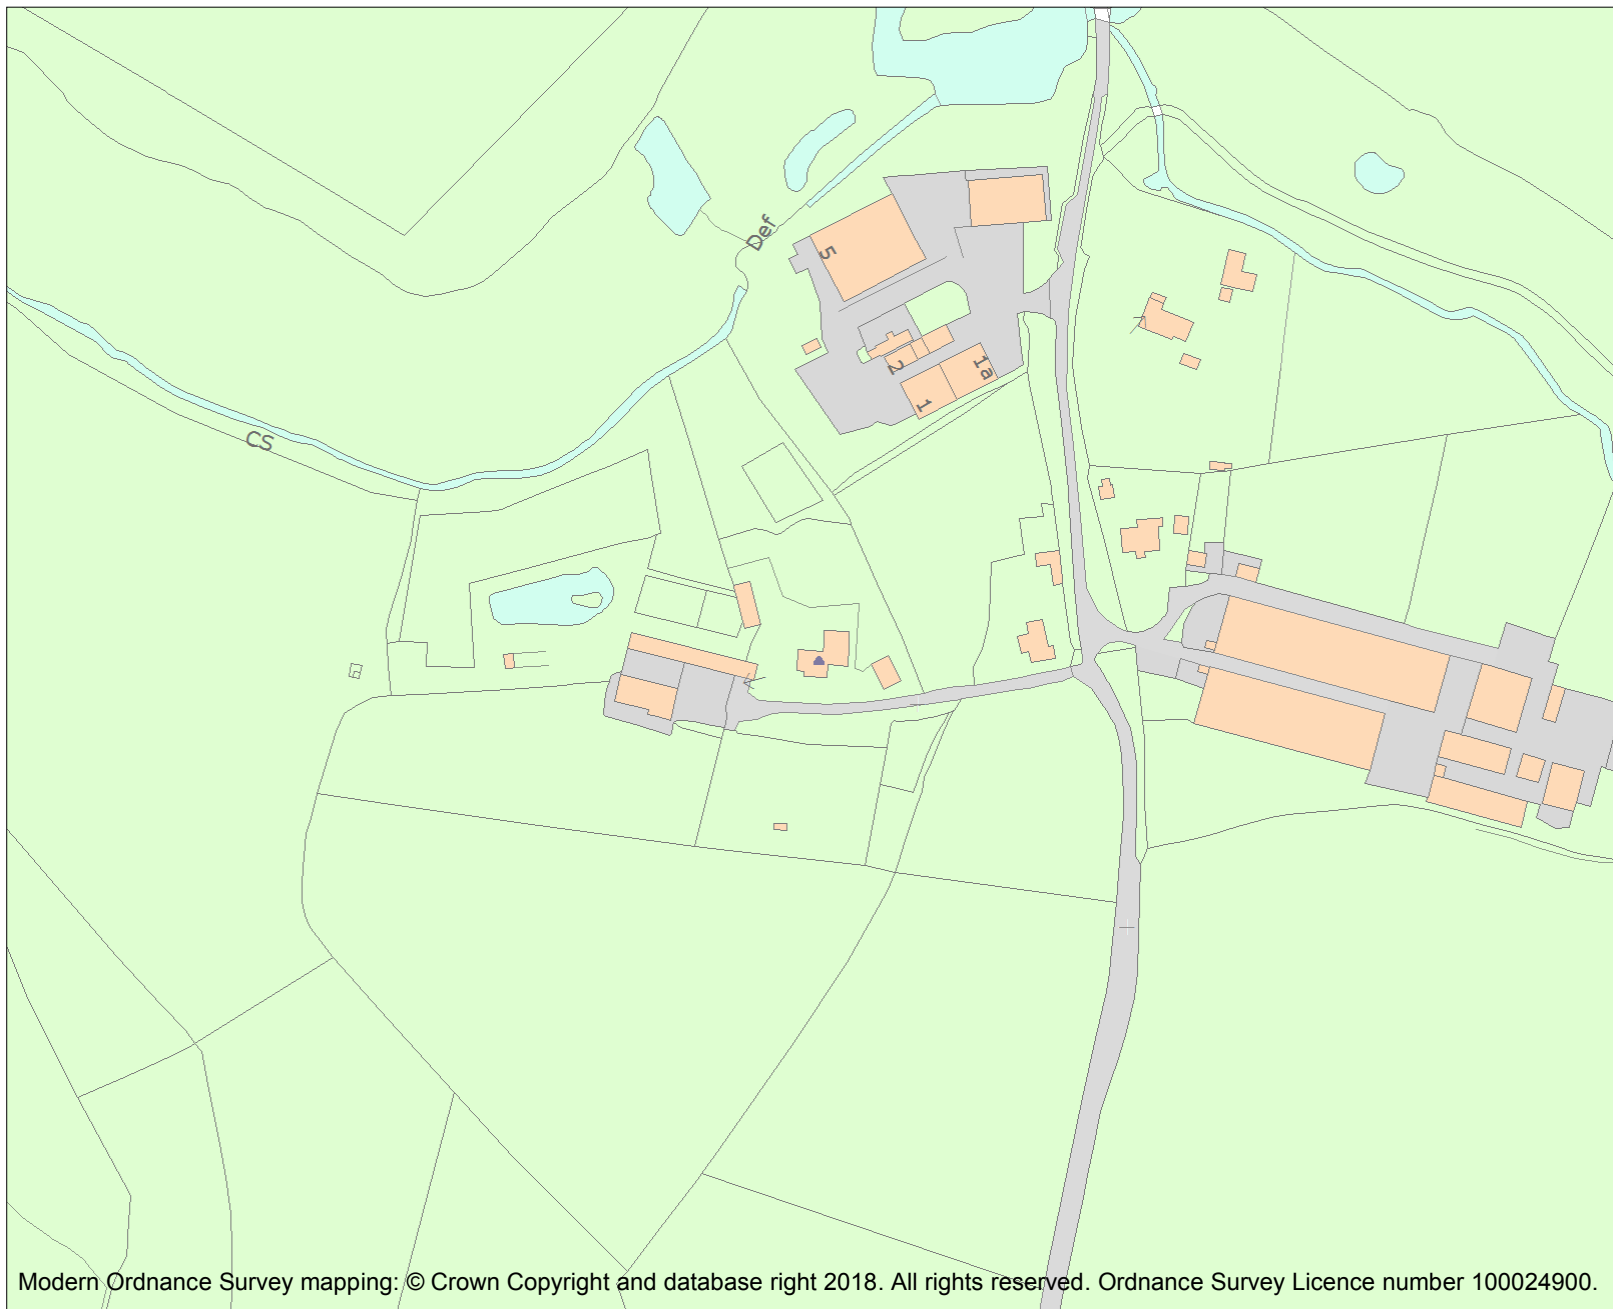 Def
5
2
1a
1
CS
Modern Ordnance Survey mapping: © Crown Copyright and database right 2018. All rights reserved. Ordnance Survey Licence number 100024900.